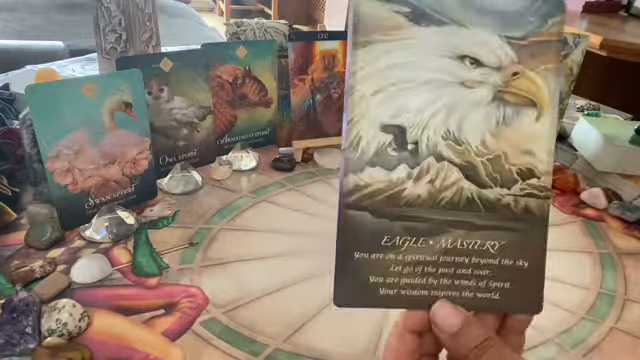 LEO
OWL SPIRIT
ARMADILLO SPIRIT
SWAN SPIRIT
EAGLE • MASTERY
You are on a spiritual journey beyond the sky
Let go of the past and soar.
You are guided by the winds of Spirit.
Your wisdom inspires the world.